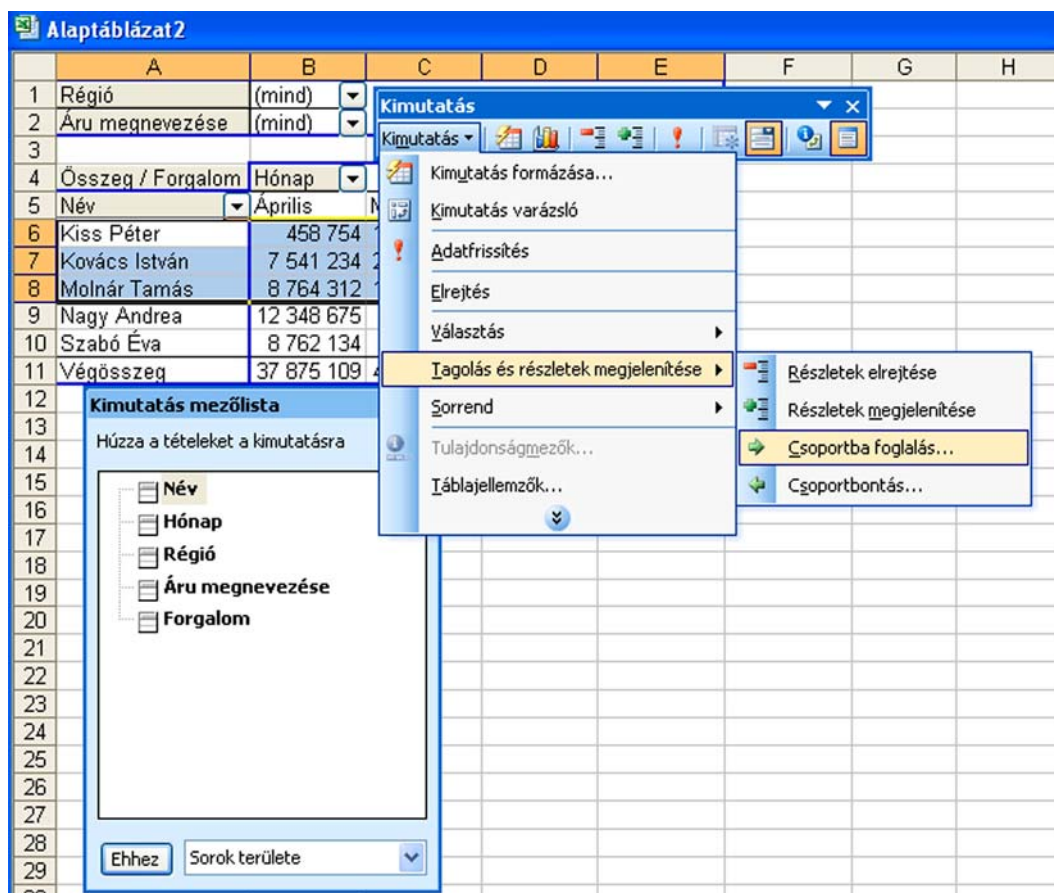 Alaptáblázat2
A B C D E F G H
1 Régió (mind)
2 Áru megnevezése (mind)
3
4 Összeg / Forgalom Hónap
5 Név Április
6 Kiss Péter 458 754
7 Kovács István 7 541 234
8 Molnár Tamás 8 764 312
9 Nagy Andrea 12 348 675
10 Szabó Éva 8 762 134
11 Végösszeg 37 875 109
12
13
14
15
16
17
18
19
20
21
22
23
24
25
26
27
28
29
Kimutatás
Kimutatás
Kimutatás formázása...
Kimutatás varázsló
Adatfrissítés
Elrejtés
Választás
Tagolás és részletek megjelenítése
Sorrend
Tulajdonságmezők...
Táblajellemzők...
Részletek elrejtése
Részletek megjelenítése
Csoportba foglalás...
Csoportbontás...
Kimutatás mezőlista
Húzza a tételeket a kimutatásra
Név
Hónap
Régió
Áru megnevezése
Forgalom
Ehhez Sorok területe